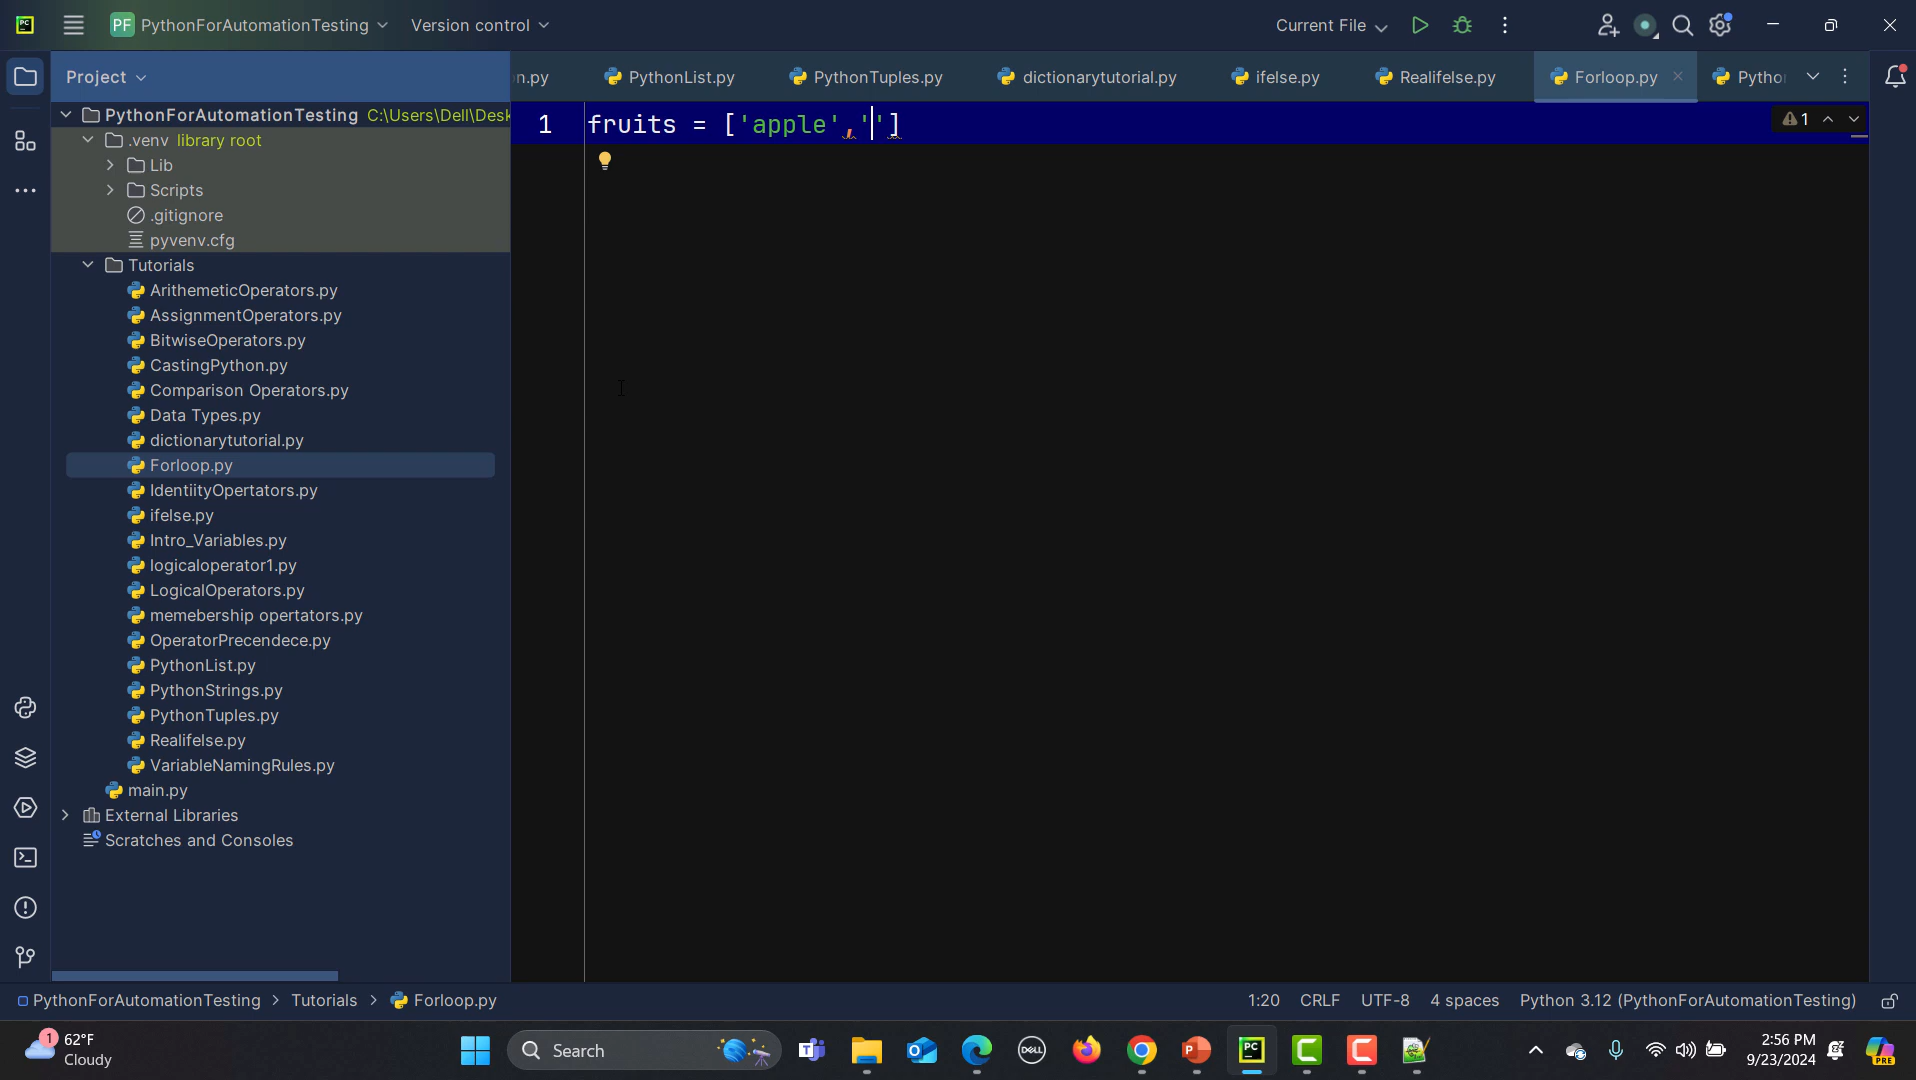 PF PythonForAutomationTesting Version control Current File
Project
n.py PythonList.py PythonTuples.py dictionarytutorial.py ifelse.py Realifelse.py Forloop.py
PythonForAutomationTesting C:\Users\Dell\Desk
1 fruits = ['apple',''] 1
.venv library root
Lib
Scripts
.gitignore
pyvenv.cfg
Tutorials
ArithemeticOperators.py
AssignmentOperators.py
BitwiseOperators.py
CastingPython.py
Comparison Operators.py
Data Types.py
dictionarytutorial.py
Forloop.py
IdentiityOpertators.py
ifelse.py
Intro_Variables.py
logicaloperator1.py
LogicalOperators.py
memebership opertators.py
OperatorPrecendece.py
PythonList.py
PythonStrings.py
PythonTuples.py
Realifelse.py
VariableNamingRules.py
main.py
External Libraries
Scratches and Consoles
PythonForAutomationTesting > Tutorials > Forloop.py 1:20 CRLF UTF-8 4 spaces Python 3.12 (PythonForAutomationTesting)
1 62°F
Cloudy
Search
2:56 PM
9/23/2024